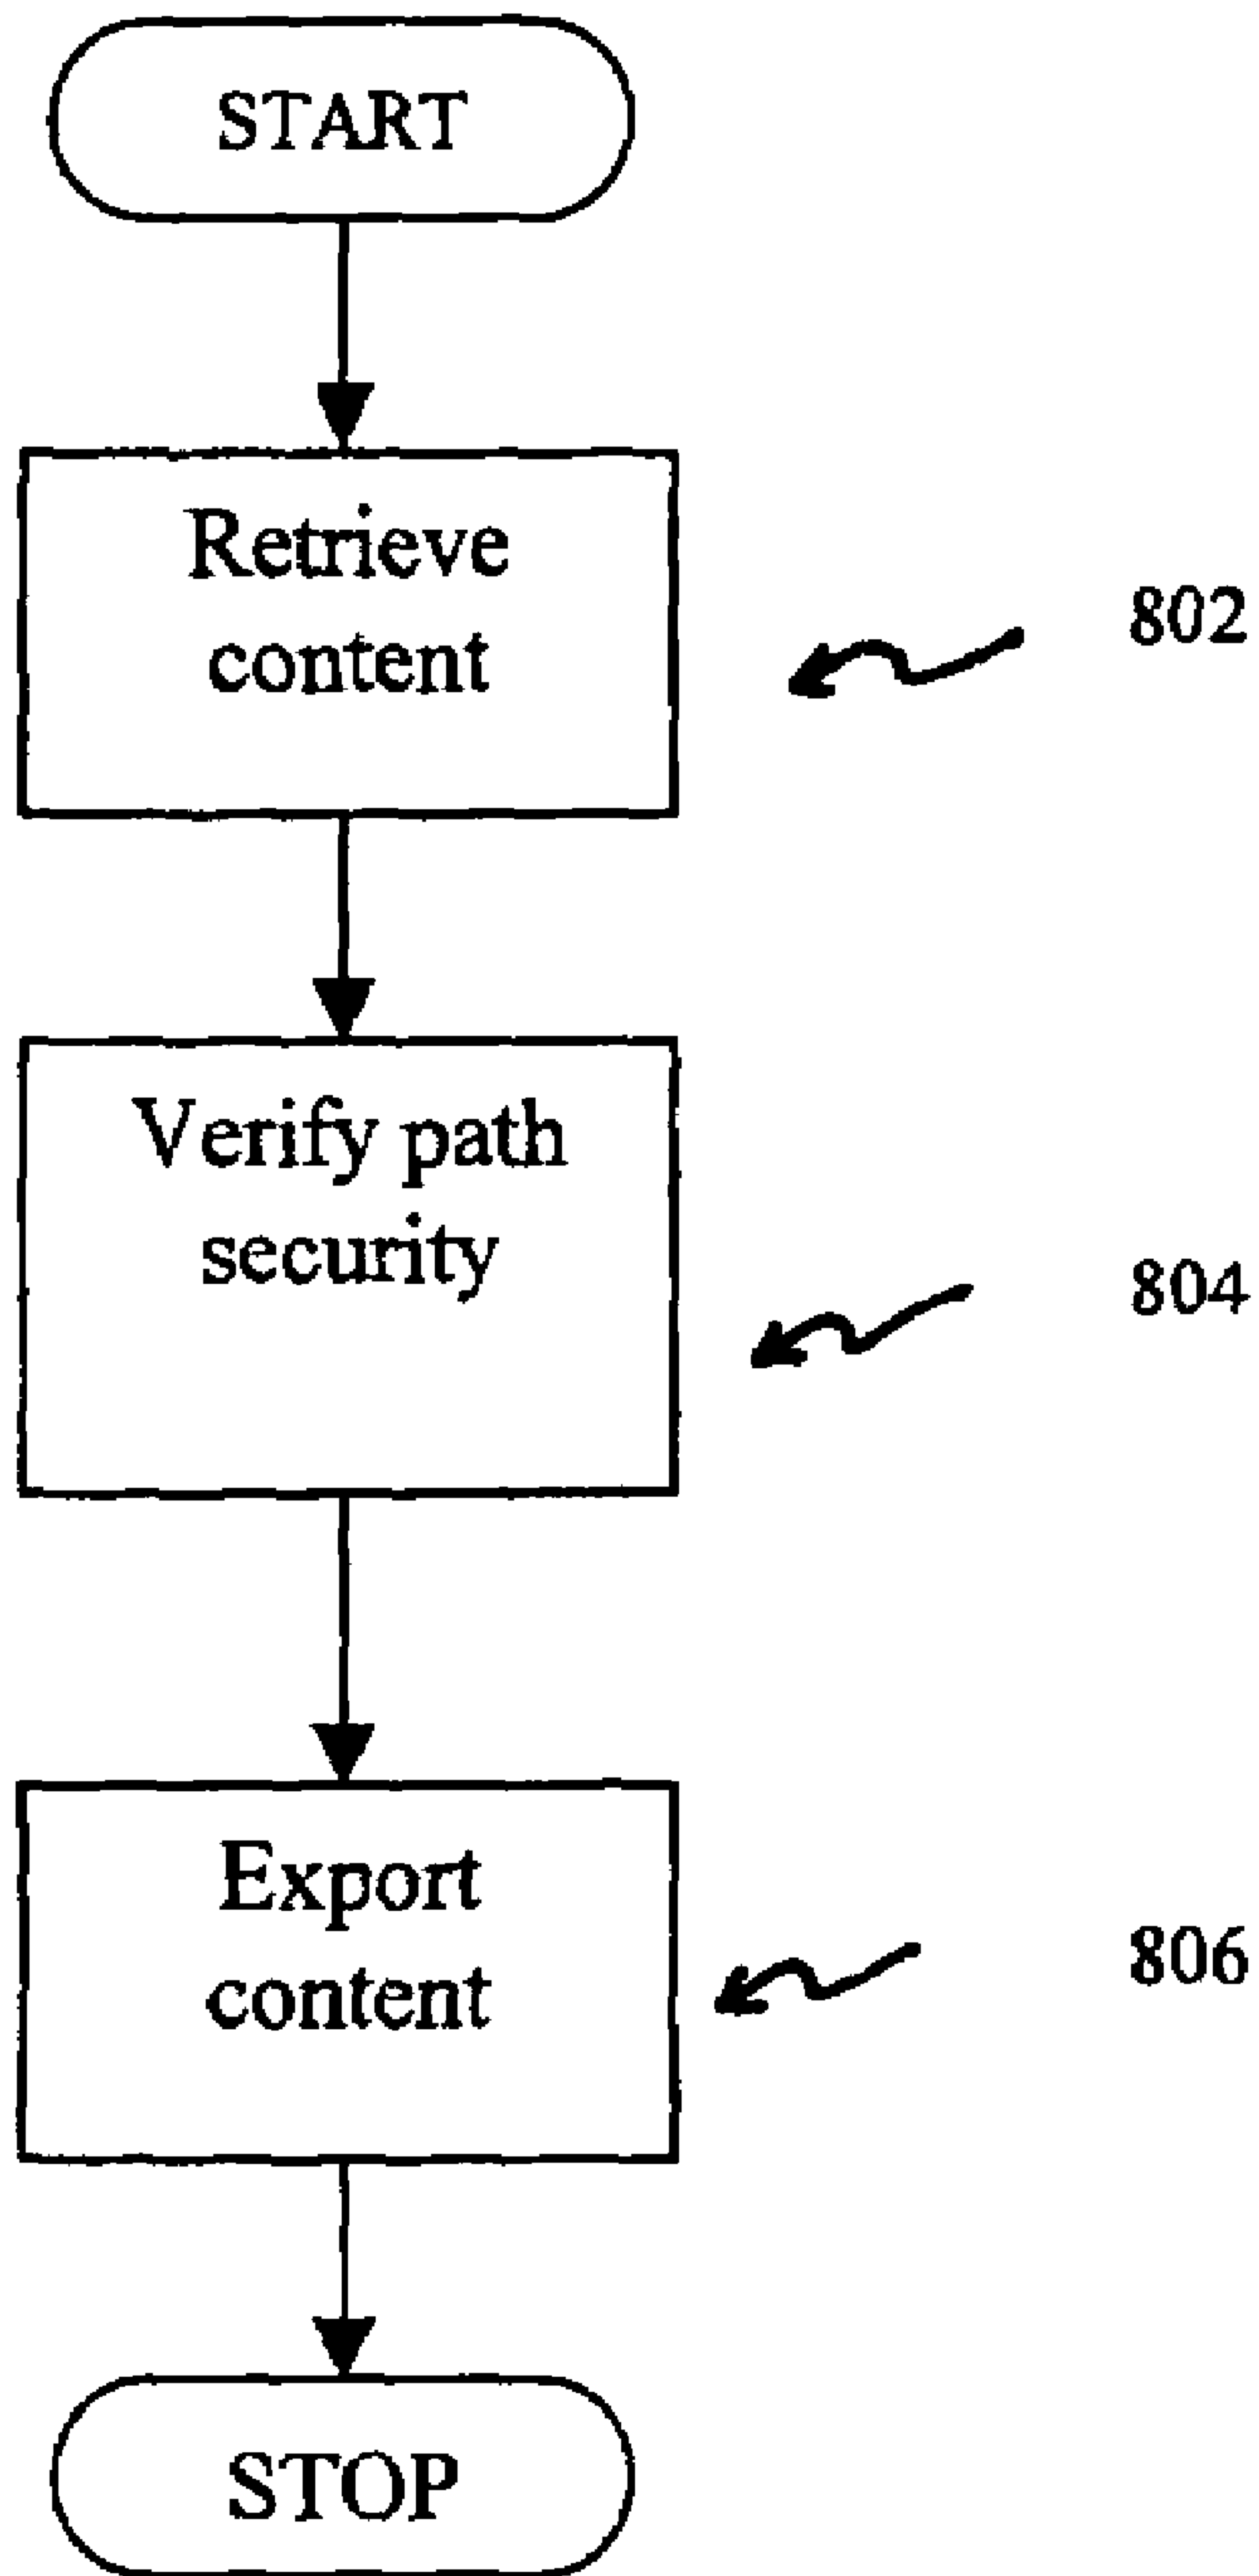 START
Retrieve
content
802
Verify path
security
804
Export
content
806
STOP